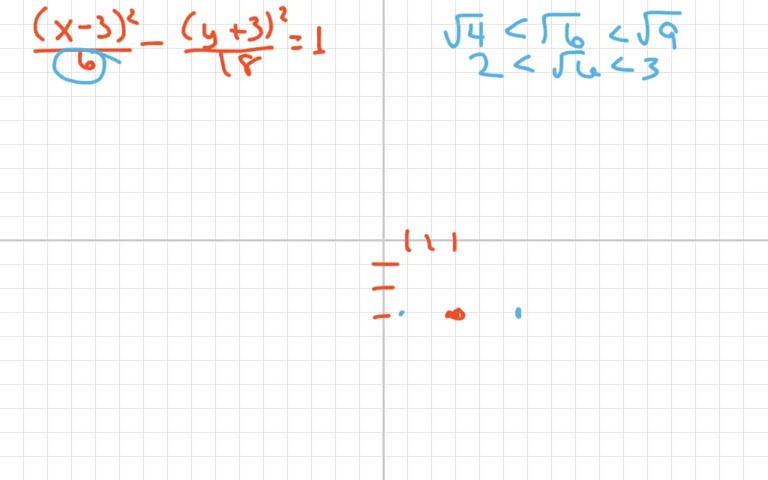 (x-3)²/6 - (y+3)²/18 = 1
√4 < √6 < √9
2 < √6 < 3